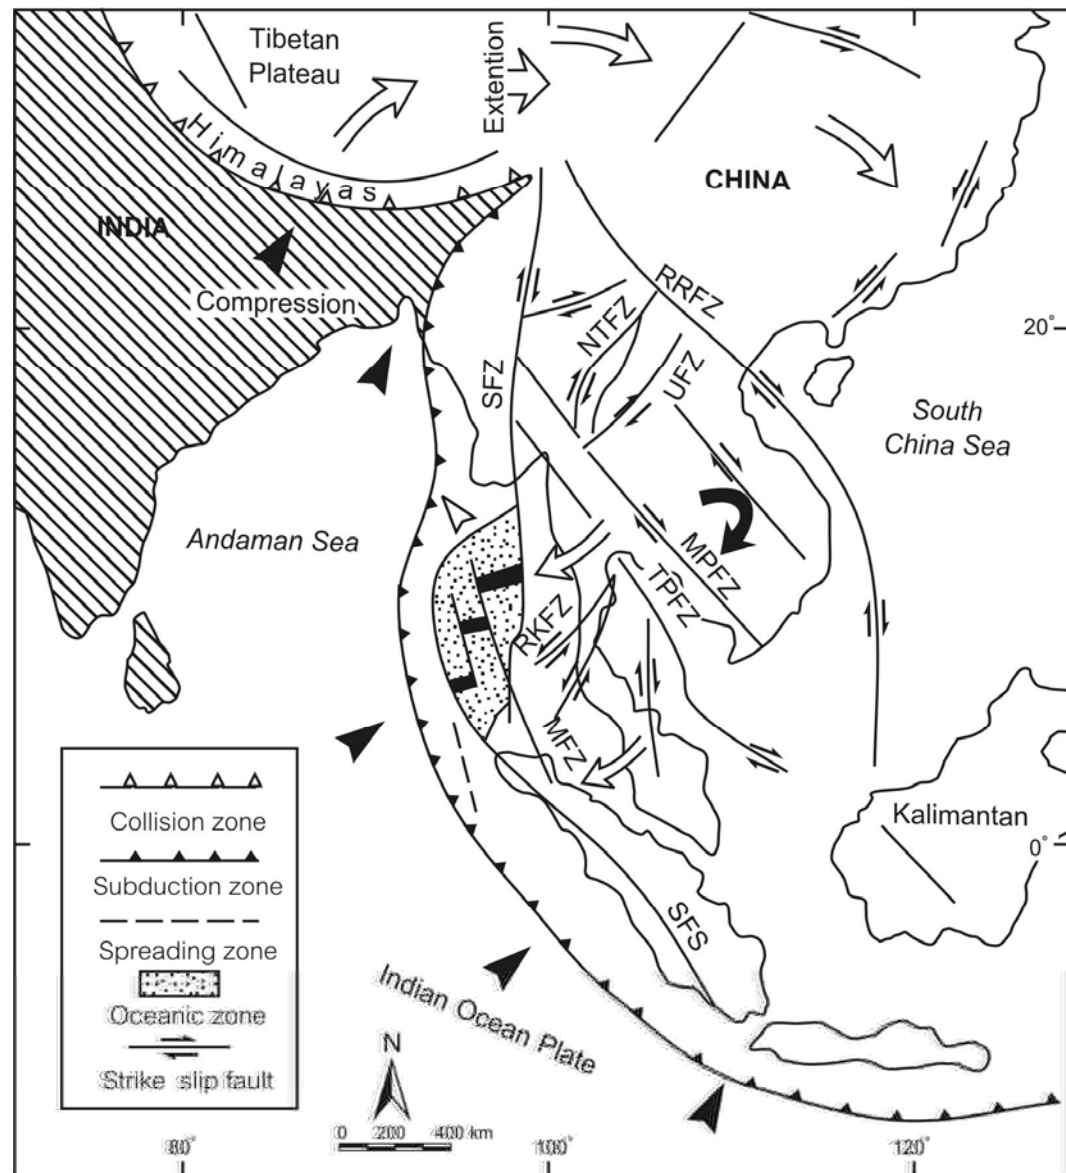 Tibetan
Plateau
Extention
Himalayas
CHINA
INDIA
Compression
RRFZ
20°
NTFZ
SFZ
UFZ
South
China Sea
Andaman Sea
MPFZ
TPFZ
RKFZ
MFZ
Kalimantan
0°
SFS
Indian Ocean Plate
Collision zone
Subduction zone
Spreading zone
Oceanic zone
Strike slip fault
N
0 200 400 km
80°
100°
120°